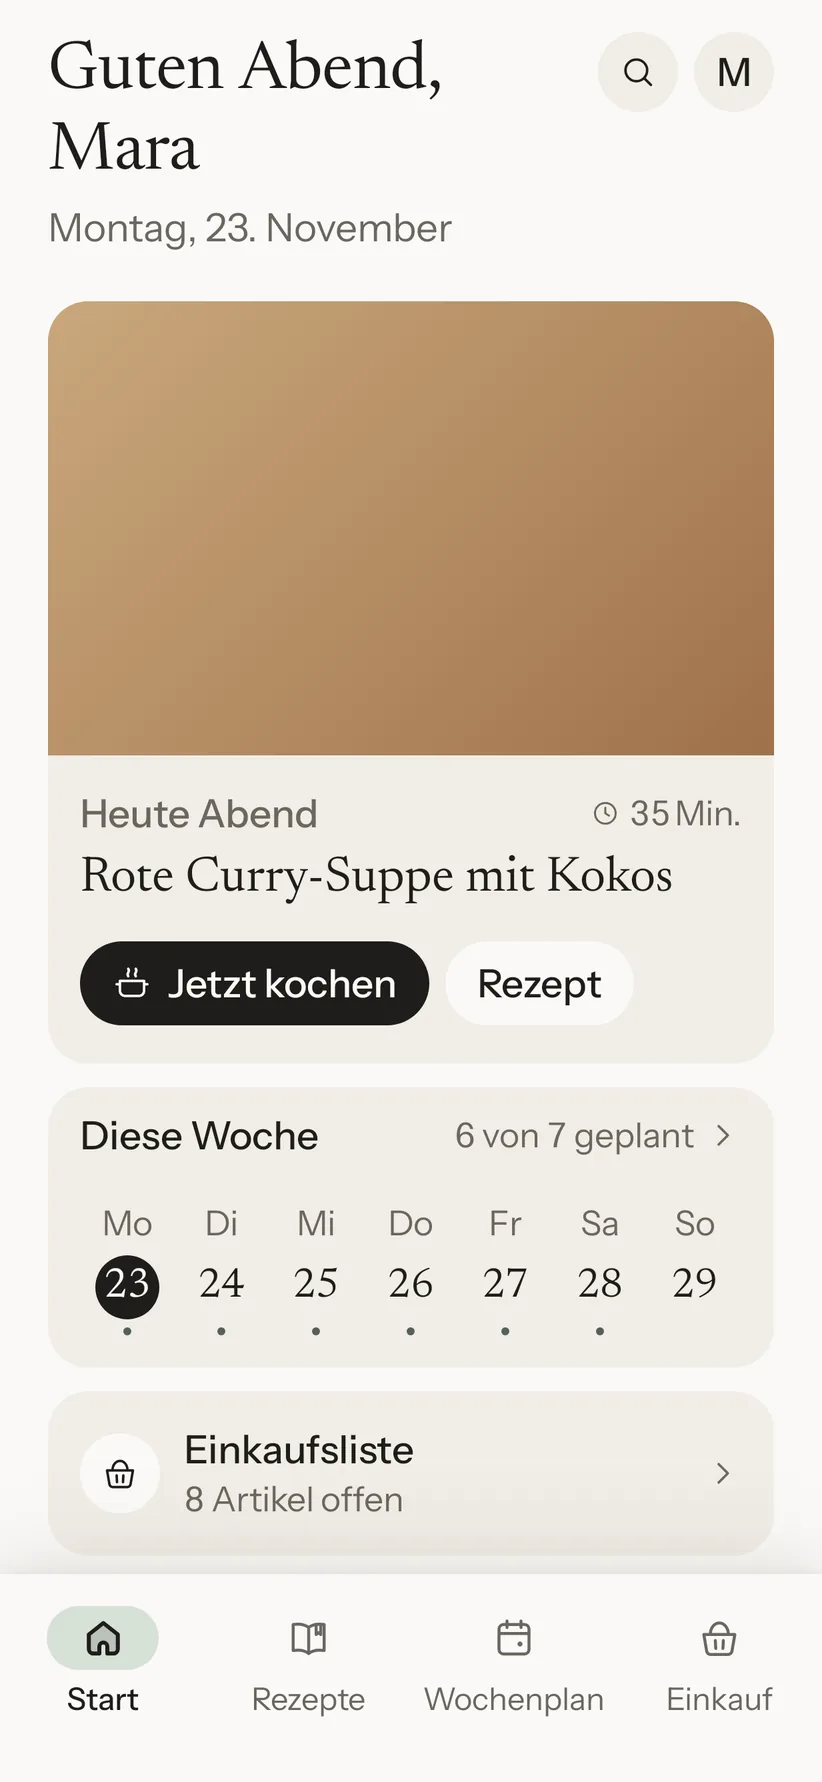 Guten Abend,
Mara
M
Montag, 23. November
Heute Abend
35 Min.
Rote Curry-Suppe mit Kokos
Jetzt kochen
Rezept
Diese Woche
6 von 7 geplant
Mo Di Mi Do Fr Sa So
23 24 25 26 27 28 29
Einkaufsliste
8 Artikel offen
Start Rezepte Wochenplan Einkauf